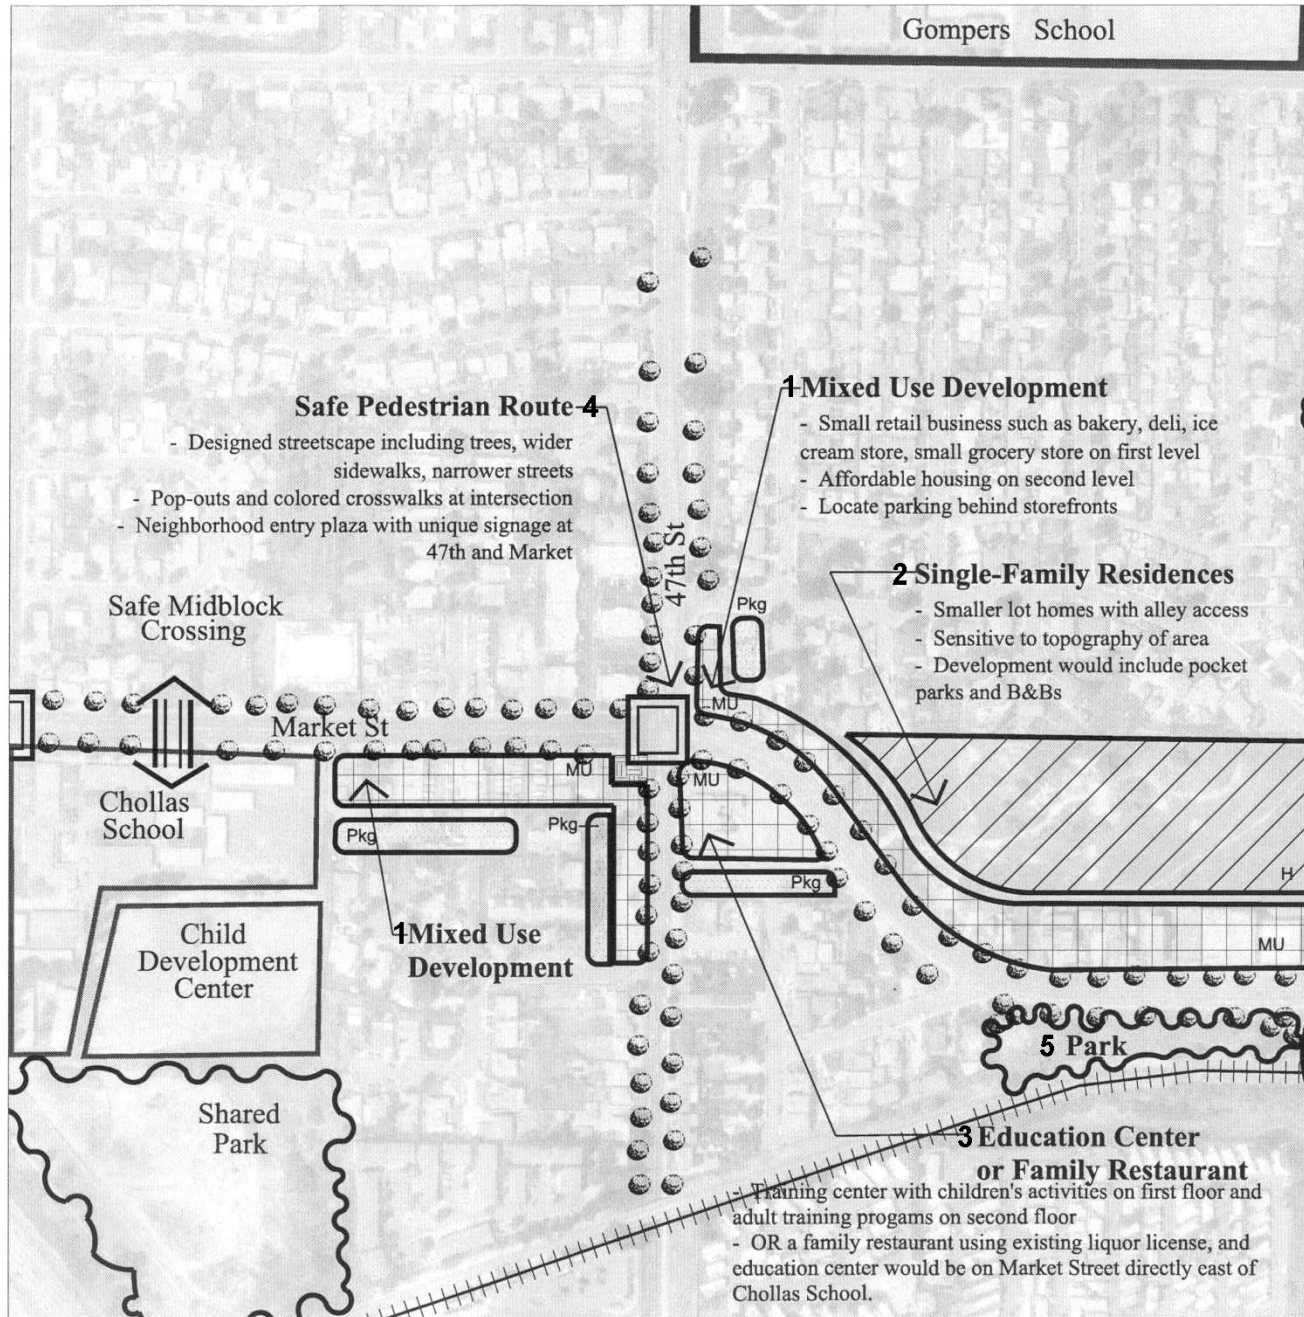 Gompers School
1 Mixed Use Development
- Small retail business such as bakery, deli, ice
cream store, small grocery store on first level
- Affordable housing on second level
- Locate parking behind storefronts
Safe Pedestrian Route 4
- Designed streetscape including trees, wider
sidewalks, narrower streets
- Pop-outs and colored crosswalks at intersection
- Neighborhood entry plaza with unique signage at
47th and Market
47th St
2 Single-Family Residences
- Smaller lot homes with alley access
- Sensitive to topography of area
- Development would include pocket
parks and B&Bs
Safe Midblock
Crossing
Pkg
MU
Market St
MU
MU
Chollas
School
Pkg
Pkg
Pkg
H
1 Mixed Use
Development
MU
Child
Development
Center
5 Park
Shared
Park
3 Education Center
or Family Restaurant
- Training center with children's activities on first floor and
adult training progams on second floor
- OR a family restaurant using existing liquor license, and
education center would be on Market Street directly east of
Chollas School.